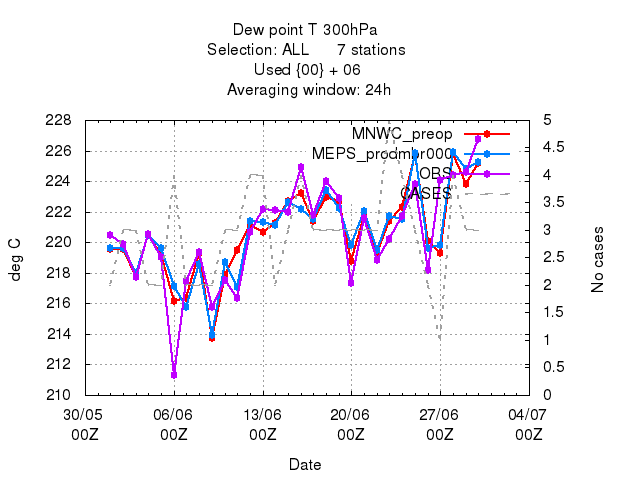 Dew point T 300hPa
Selection: ALL 7 stations
Used {00} + 06
Averaging window: 24h
MNWC_preop
MEPS_prodmbr000
OBS
CASES
deg C
228
226
224
222
220
218
216
214
212
210
No cases
5
4.5
4
3.5
3
2.5
2
1.5
1
0.5
0
30/05 06/06 13/06 20/06 27/06 04/07
00Z 00Z 00Z 00Z 00Z 00Z
Date